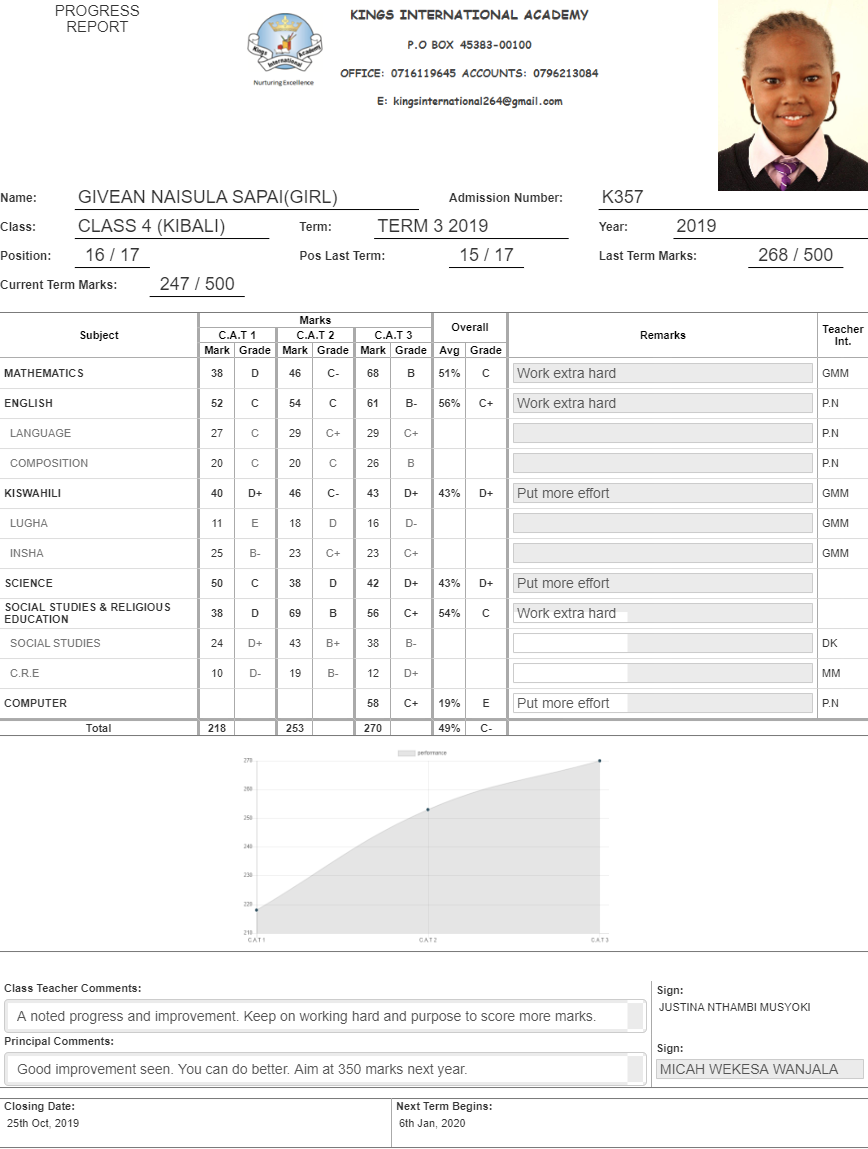 PROGRESS
REPORT
Kings International Academy
Nurturing Excellence
KINGS INTERNATIONAL ACADEMY
P.O BOX 45383-00100
OFFICE: 0716119645 ACCOUNTS: 0796213084
E: kingsinternational264@gmail.com
Name: GIVEAN NAISULA SAPAI(GIRL) Admission Number: K357
Class: CLASS 4 (KIBALI) Term: TERM 3 2019 Year: 2019
Position: 16 / 17 Pos Last Term: 15 / 17 Last Term Marks: 268 / 500
Current Term Marks: 247 / 500
Subject Marks Overall Remarks Teacher Int.
C.A.T 1 C.A.T 2 C.A.T 3
Mark Grade Mark Grade Mark Grade Avg Grade
MATHEMATICS 38 D 46 C- 68 B 51% C Work extra hard GMM
ENGLISH 52 C 54 C 61 B- 56% C+ Work extra hard P.N
LANGUAGE 27 C 29 C+ 29 C+ P.N
COMPOSITION 20 C 20 C 26 B P.N
KISWAHILI 40 D+ 46 C- 43 D+ 43% D+ Put more effort GMM
LUGHA 11 E 18 D 16 D- GMM
INSHA 25 B- 23 C+ 23 C+ GMM
SCIENCE 50 C 38 D 42 D+ 43% D+ Put more effort
SOCIAL STUDIES & RELIGIOUS
EDUCATION 38 D 69 B 56 C+ 54% C Work extra hard
SOCIAL STUDIES 24 D+ 43 B+ 38 B- DK
C.R.E 10 D- 19 B- 12 D+ MM
COMPUTER 58 C+ 19% E Put more effort P.N
Total 218 253 270 49% C-
performance
270
260
250
240
230
220
210
CAT1 CAT2 CAT3
Class Teacher Comments: Sign:
A noted progress and improvement. Keep on working hard and purpose to score more marks. JUSTINA NTHAMBI MUSYOKI
Principal Comments: Sign:
Good improvement seen. You can do better. Aim at 350 marks next year. MICAH WEKESA WANJALA
Closing Date: Next Term Begins:
25th Oct, 2019 6th Jan, 2020